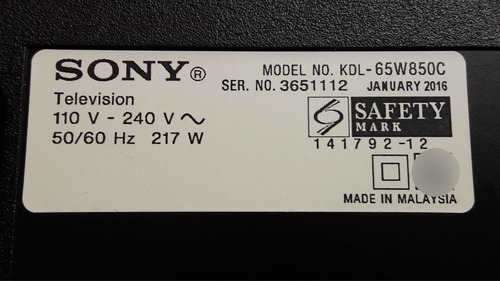 SONY®
MODEL NO. KDL-65W850C
SER. NO. 3651112 JANUARY 2016
Television
110 V - 240 V ~
50/60 Hz 217 W
SAFETY
MARK
141792-12
MADE IN MALAYSIA